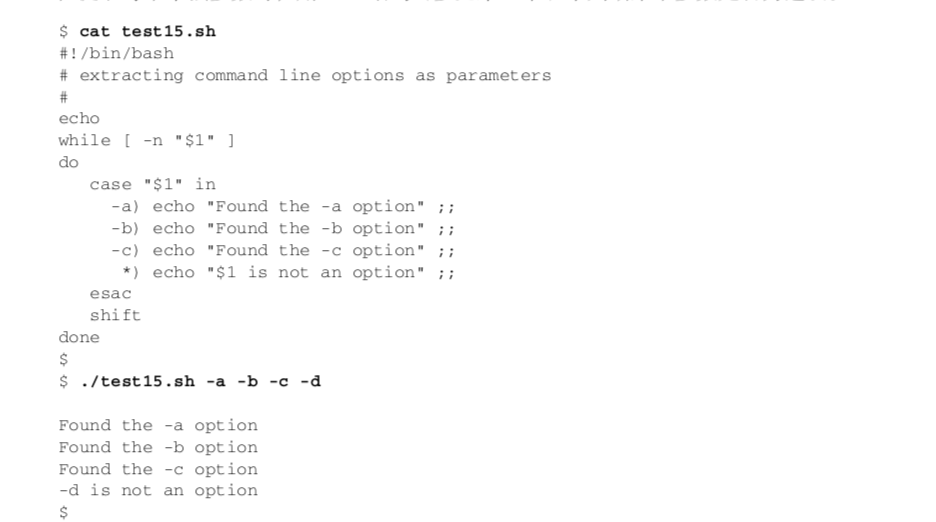 $ cat test15.sh
#!/bin/bash
# extracting command line options as parameters
#
echo
while [ -n "$1" ]
do
   case "$1" in
     -a) echo "Found the -a option" ;;
     -b) echo "Found the -b option" ;;
     -c) echo "Found the -c option" ;;
      *) echo "$1 is not an option" ;;
   esac
   shift
done
$
$ ./test15.sh -a -b -c -d

Found the -a option
Found the -b option
Found the -c option
-d is not an option
$